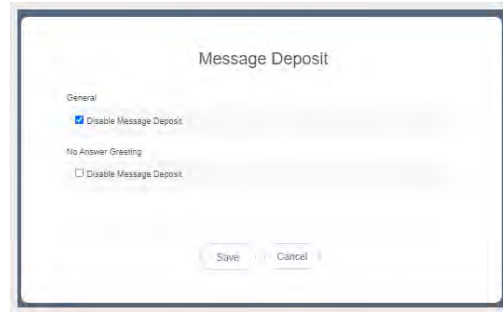 Message Deposit
General
Disable Message Deposit
No Answer Greeting
Disable Message Deposit
Save Cancel